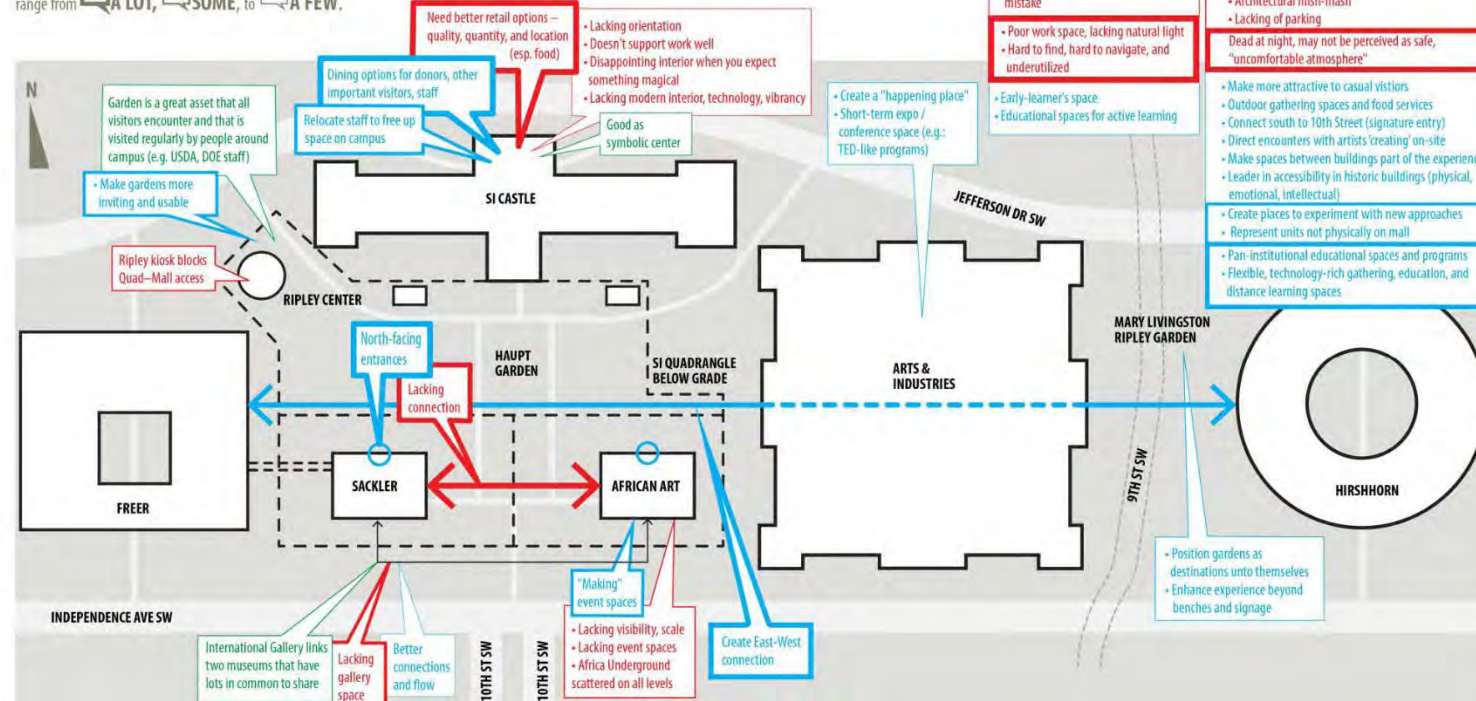 range from A LOT, SOME, to A FEW.
N
Garden is a great asset that all
visitors encounter and that is
visited regularly by people around
campus (e.g. USDA, DOE staff)
• Make gardens more
inviting and usable
Ripley kiosk blocks
Quad–Mall access
RIPLEY CENTER
Dining options for donors, other
important visitors, staff
Relocate staff to free up
space on campus
Need better retail options –
quality, quantity, and location
(esp. food)
• Lacking orientation
• Doesn't support work well
• Disappointing interior when you expect
something magical
• Lacking modern interior, technology, vibrancy
Good as
symbolic center
SI CASTLE
• Create a "happening place"
• Short-term expo /
conference space (e.g.:
TED-like programs)
mistake
• Poor work space, lacking natural light
• Hard to find, hard to navigate, and
underutilized
• Early-learner's space
• Educational spaces for active learning
• Architectural mish-mash
• Lacking of parking
Dead at night, may not be perceived as safe,
"uncomfortable atmosphere"
• Make more attractive to casual vistiors
• Outdoor gathering spaces and food services
• Connect south to 10th Street (signature entry)
• Direct encounters with artists 'creating' on-site
• Make spaces between buildings part of the experienc
• Leader in accessibility in historic buildings (physical,
emotional, intellectual)
• Create places to experiment with new approaches
• Represent units not physically on mall
• Pan-institutional educational spaces and programs
• Flexible, technology-rich gathering, education, and
distance learning spaces
JEFFERSON DR SW
North-facing
entrances
Lacking
connection
HAUPT
GARDEN
SI QUADRANGLE
BELOW GRADE
ARTS &
INDUSTRIES
MARY LIVINGSTON
RIPLEY GARDEN
FREER
SACKLER
AFRICAN ART
9TH ST SW
HIRSHHORN
"Making"
event spaces
• Lacking visibility, scale
• Lacking event spaces
• Africa Underground
scattered on all levels
Create East-West
connection
• Position gardens as
destinations unto themselves
• Enhance experience beyond
benches and signage
INDEPENDENCE AVE SW
International Gallery links
two museums that have
lots in common to share
Lacking
gallery
space
Better
connections
and flow
10TH ST SW
10TH ST SW